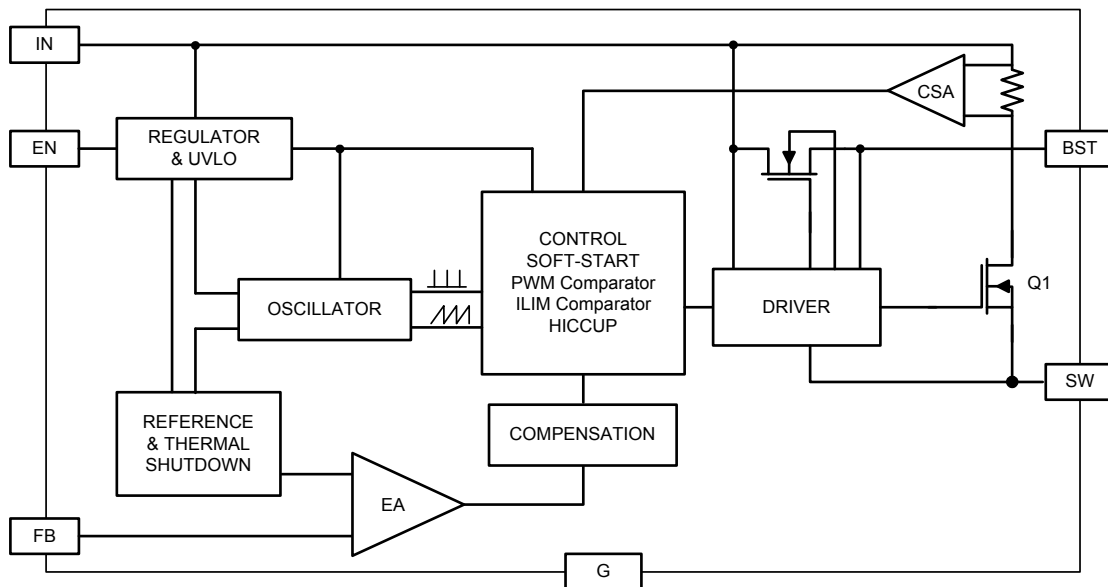 IN
CSA
EN
REGULATOR
& UVLO
BST
CONTROL
SOFT-START
PWM Comparator
ILIM Comparator
HICCUP
Q1
OSCILLATOR
DRIVER
SW
REFERENCE
& THERMAL
SHUTDOWN
COMPENSATION
EA
FB
G